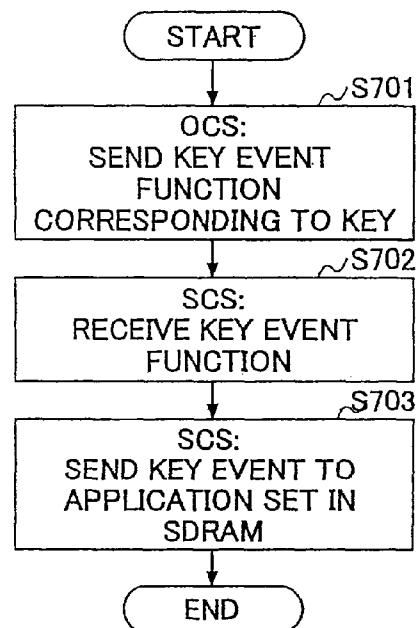 START
S701
OCS:
SEND KEY EVENT
FUNCTION
CORRESPONDING TO KEY
S702
SCS:
RECEIVE KEY EVENT
FUNCTION
S703
SCS:
SEND KEY EVENT TO
APPLICATION SET IN
SDRAM
END